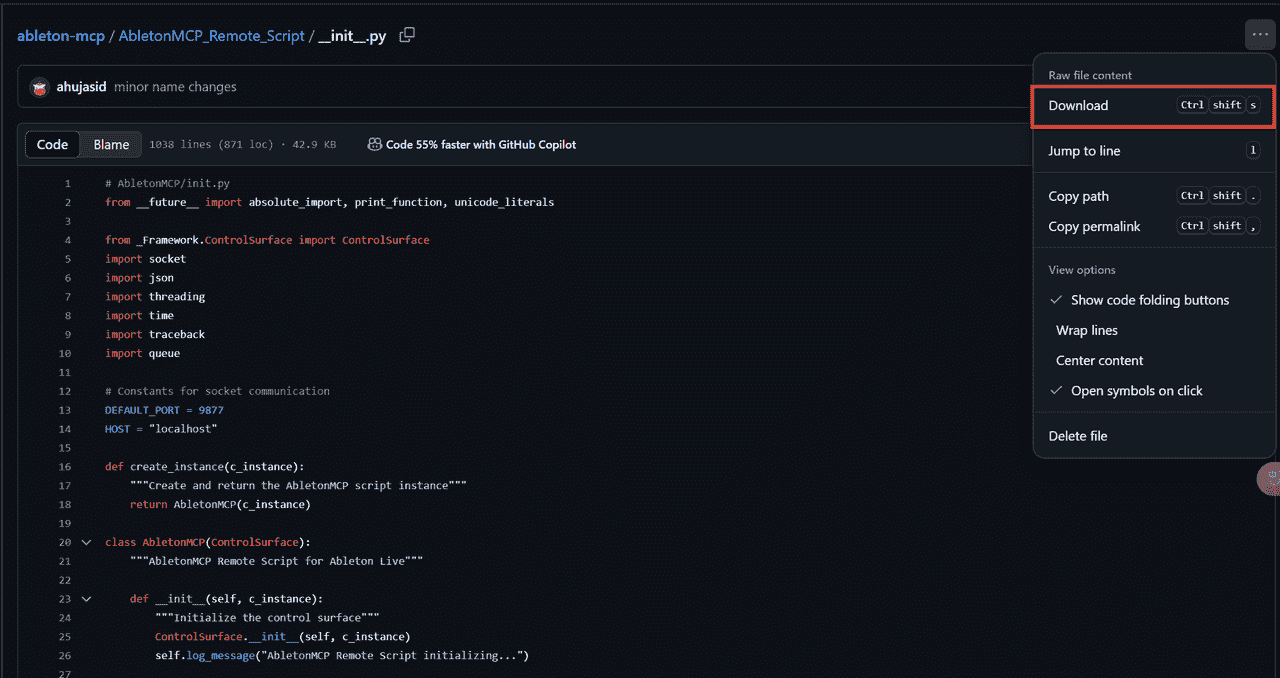 ableton-mcp / AbletonMCP_Remote_Script / __init__.py
ahujasid minor name changes
Code Blame 1038 lines (871 loc) · 42.9 KB Code 55% faster with GitHub Copilot
1 # AbletonMCP/init.py
2 from __future__ import absolute_import, print_function, unicode_literals
3
4 from _Framework.ControlSurface import ControlSurface
5 import socket
6 import json
7 import threading
8 import time
9 import traceback
10 import queue
11
12 # Constants for socket communication
13 DEFAULT_PORT = 9877
14 HOST = "localhost"
15
16 def create_instance(c_instance):
17 """Create and return the AbletonMCP script instance"""
18 return AbletonMCP(c_instance)
19
20 class AbletonMCP(ControlSurface):
21 """AbletonMCP Remote Script for Ableton Live"""
22
23 def __init__(self, c_instance):
24 """Initialize the control surface"""
25 ControlSurface.__init__(self, c_instance)
26 self.log_message("AbletonMCP Remote Script initializing...")
27
Raw file content
Download Ctrl shift s
Jump to line l
Copy path Ctrl shift .
Copy permalink Ctrl shift ,
View options
Show code folding buttons
Wrap lines
Center content
Open symbols on click
Delete file